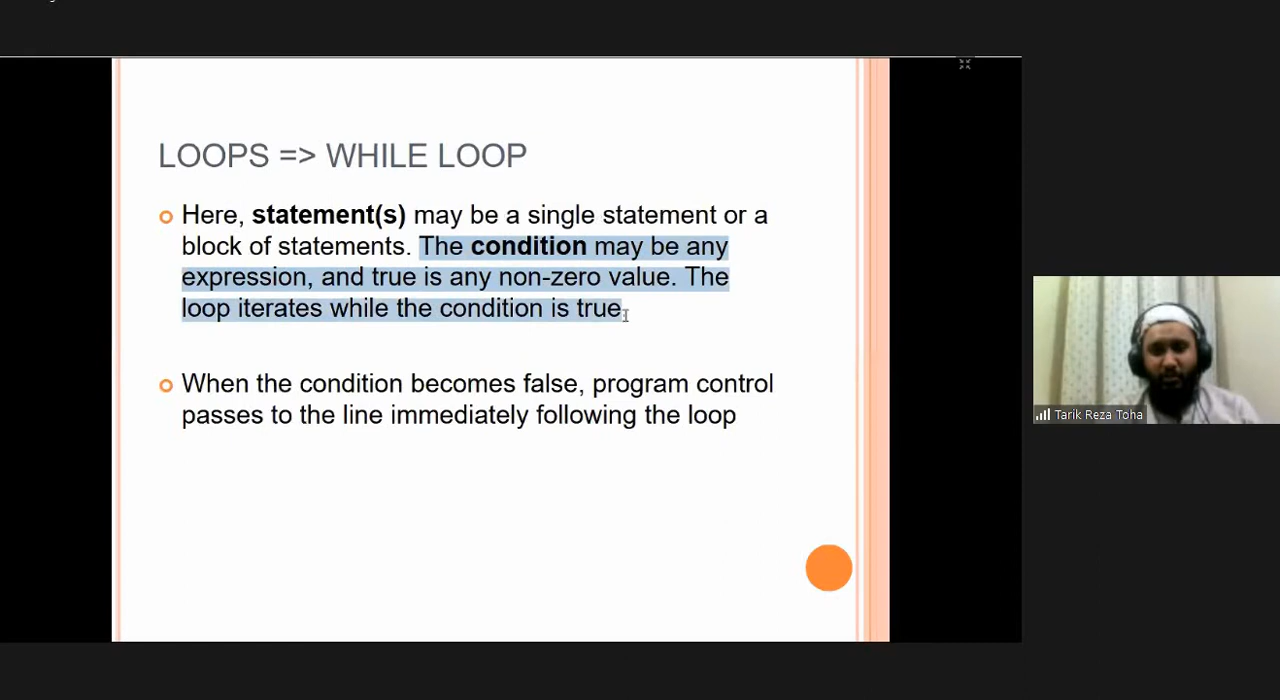 LOOPS => WHILE LOOP
Here, statement(s) may be a single statement or a
block of statements. The condition may be any
expression, and true is any non-zero value. The
loop iterates while the condition is true.
When the condition becomes false, program control
passes to the line immediately following the loop
Tarik Reza Toha